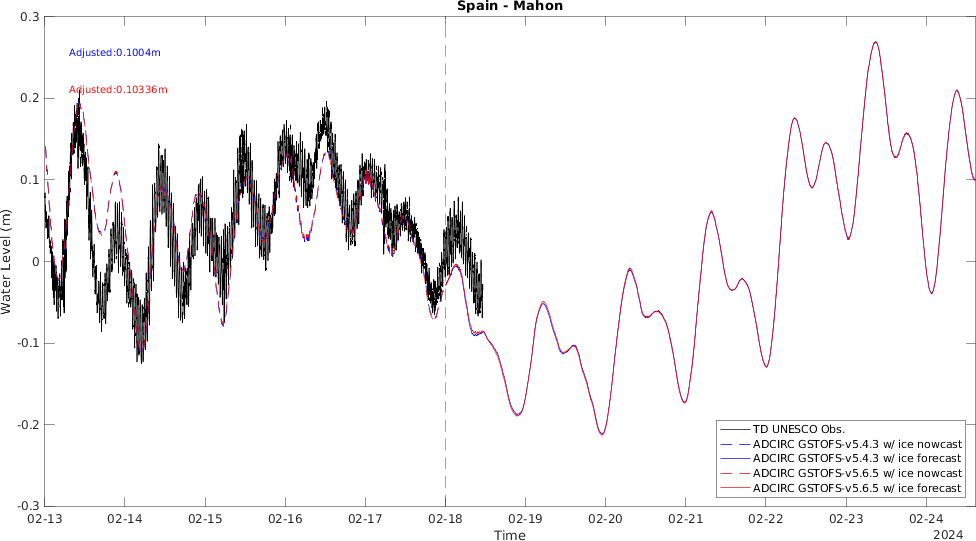 Spain - Mahon
0.3
0.2
0.1
0
-0.1
-0.2
-0.3
Water Level (m)
Adjusted:0.1004m
Adjusted:0.10336m
TD UNESCO Obs.
ADCIRC GSTOFS-v5.4.3 w/ ice nowcast
ADCIRC GSTOFS-v5.4.3 w/ ice forecast
ADCIRC GSTOFS-v5.6.5 w/ ice nowcast
ADCIRC GSTOFS-v5.6.5 w/ ice forecast
02-13 02-14 02-15 02-16 02-17 02-18 02-19 02-20 02-21 02-22 02-23 02-24
Time
2024